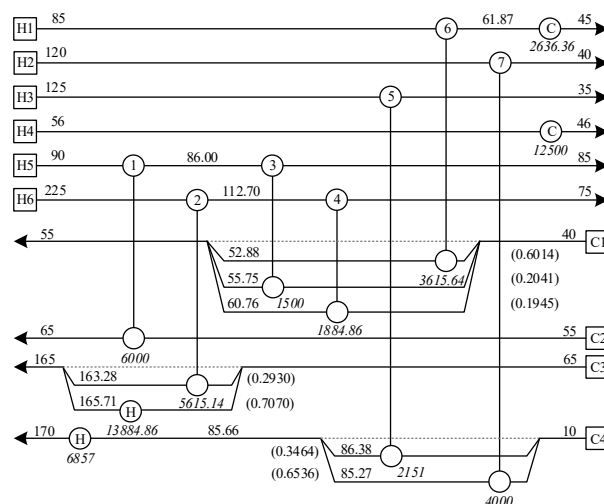 H1 85 6 61.87 C 45
2636.36
H2 120 7 40
H3 125 5 35
H4 56 C 46
12500
H5 90 1 86.00 3 85
H6 225 2 112.70 4 75
55 40 C1
52.88 3615.64 (0.6014)
55.75 1500 (0.2041)
60.76 1884.86 (0.1945)
65 55 C2
6000
165 65 C3
163.28 5615.14 (0.2930)
165.71 H (0.7070)
13884.86
170 H 85.66 10 C4
6857
(0.3464) 86.38 2151
(0.6536) 85.27 4000